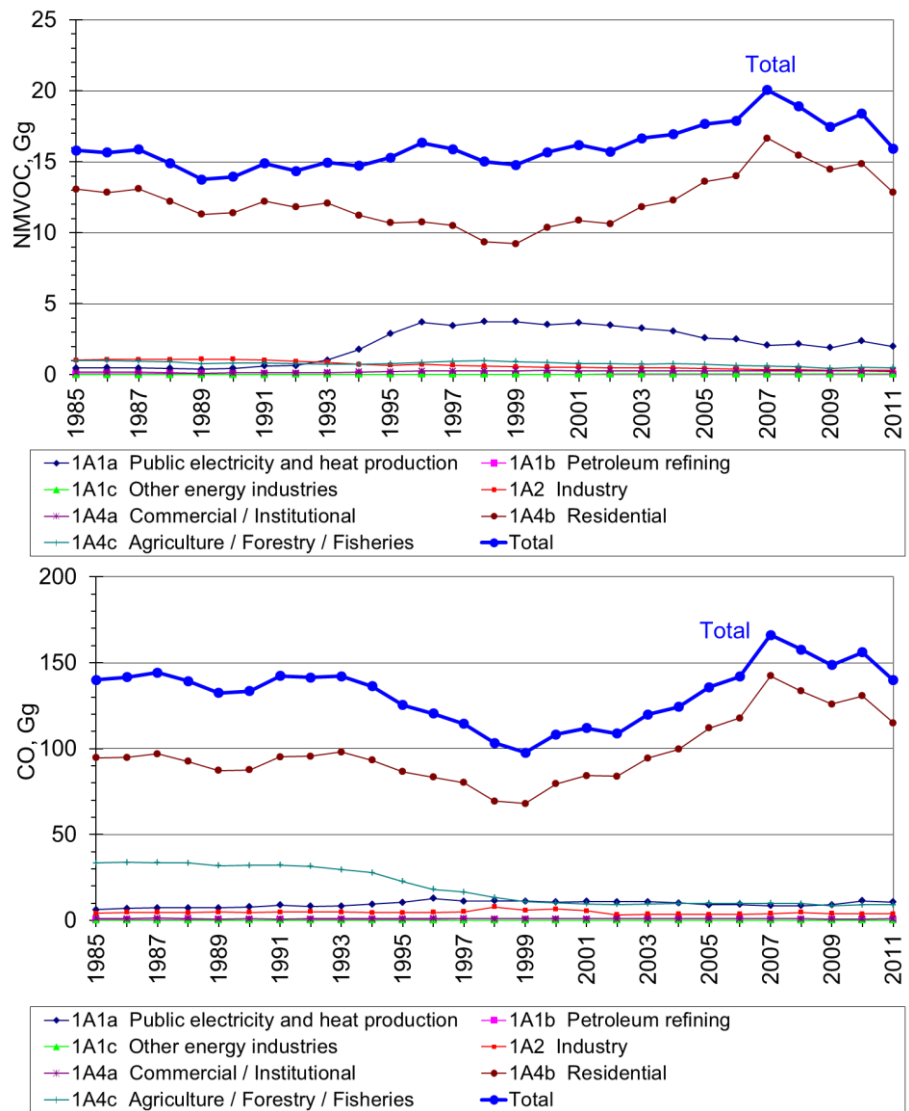 25
20
15
10
5
0
NMVOC, Gg
Total
1985
1987
1989
1991
1993
1995
1997
1999
2001
2003
2005
2007
2009
2011
1A1a Public electricity and heat production
1A1b Petroleum refining
1A1c Other energy industries
1A2 Industry
1A4a Commercial / Institutional
1A4b Residential
1A4c Agriculture / Forestry / Fisheries
Total
200
150
100
50
0
CO, Gg
Total
1985
1987
1989
1991
1993
1995
1997
1999
2001
2003
2005
2007
2009
2011
1A1a Public electricity and heat production
1A1b Petroleum refining
1A1c Other energy industries
1A2 Industry
1A4a Commercial / Institutional
1A4b Residential
1A4c Agriculture / Forestry / Fisheries
Total